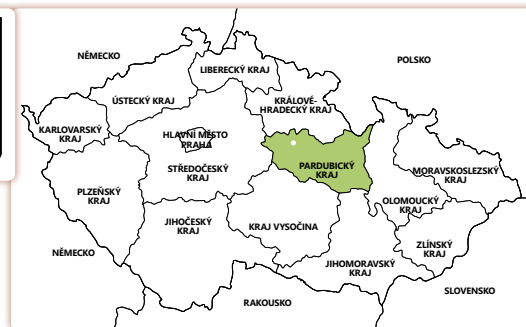 NĚMECKO
POLSKO
LIBERECKÝ KRAJ
ÚSTECKÝ KRAJ
KRÁLOVÉ-
HRADECKÝ KRAJ
KARLOVARSKÝ
KRAJ
HLAVNÍ MĚSTO
PRAHA
STŘEDOČESKÝ
KRAJ
PARDUBICKÝ
KRAJ
MORAVSKOSLEZSKÝ
KRAJ
PLZEŇSKÝ
KRAJ
OLOMOUCKÝ
KRAJ
JIHOČESKÝ
KRAJ
KRAJ VYSOČINA
ZLÍNSKÝ
KRAJ
NĚMECKO
JIHOMORAVSKÝ
KRAJ
SLOVENSKO
RAKOUSKO